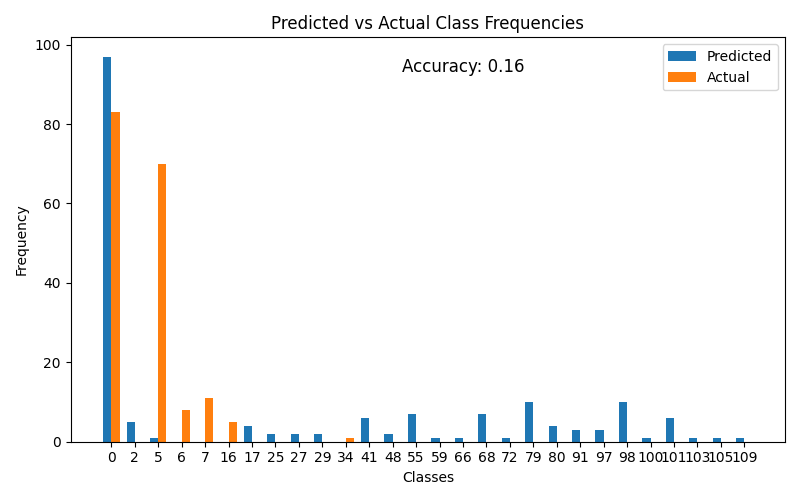 Predicted vs Actual Class Frequencies
100
80
60
40
20
0
Frequency
Accuracy: 0.16
Predicted
Actual
0 2 5 6 7 16 17 25 27 29 34 41 48 55 59 66 68 72 79 80 91 97 98 100 101 103 105 109
Classes